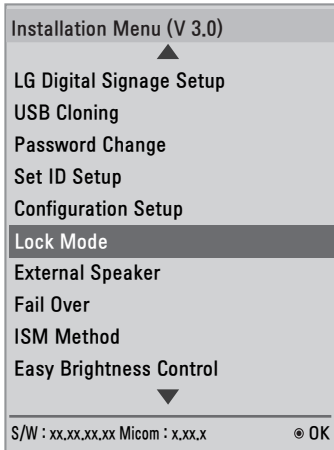 Installation Menu (V 3.0)
LG Digital Signage Setup
USB Cloning
Password Change
Set ID Setup
Configuration Setup
Lock Mode
External Speaker
Fail Over
ISM Method
Easy Brightness Control
S/W : xx.xx.xx.xx Micom : x.xx.x ◉ OK